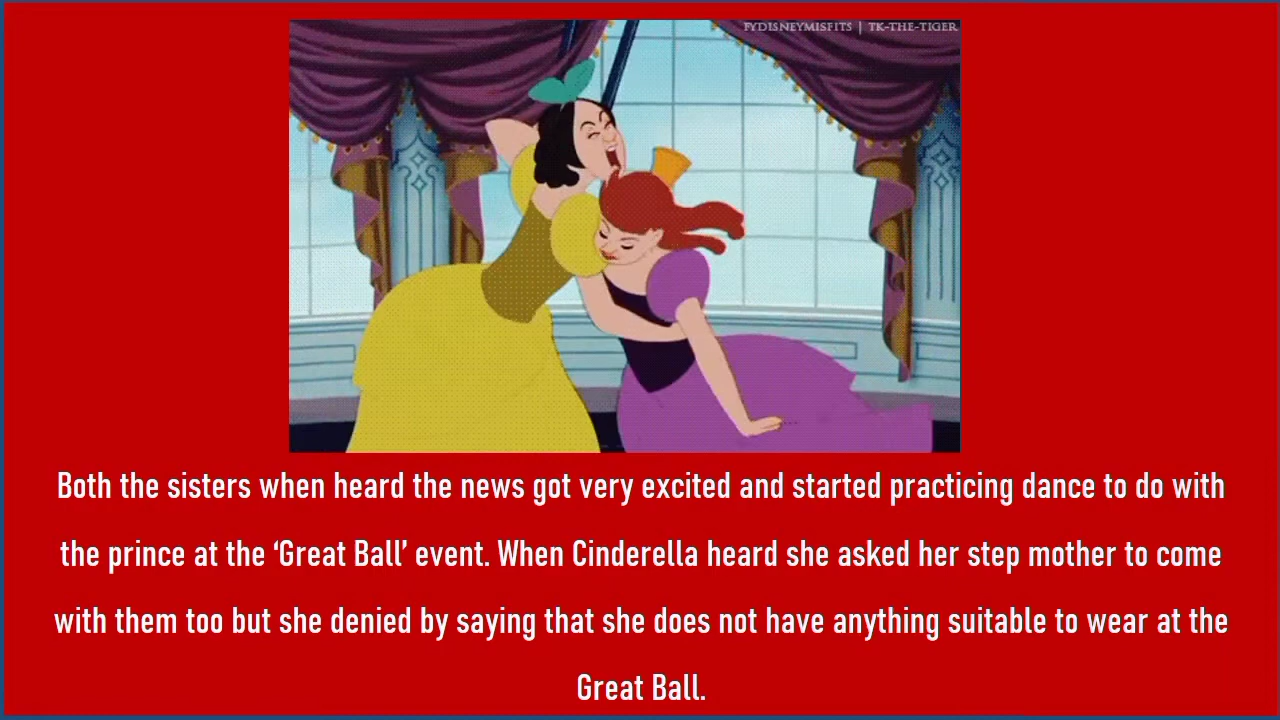 FYDISNEYMISFITS | TK-THE-TIGER
Both the sisters when heard the news got very excited and started practicing dance to do with
the prince at the ‘Great Ball’ event. When Cinderella heard she asked her step mother to come
with them too but she denied by saying that she does not have anything suitable to wear at the
Great Ball.